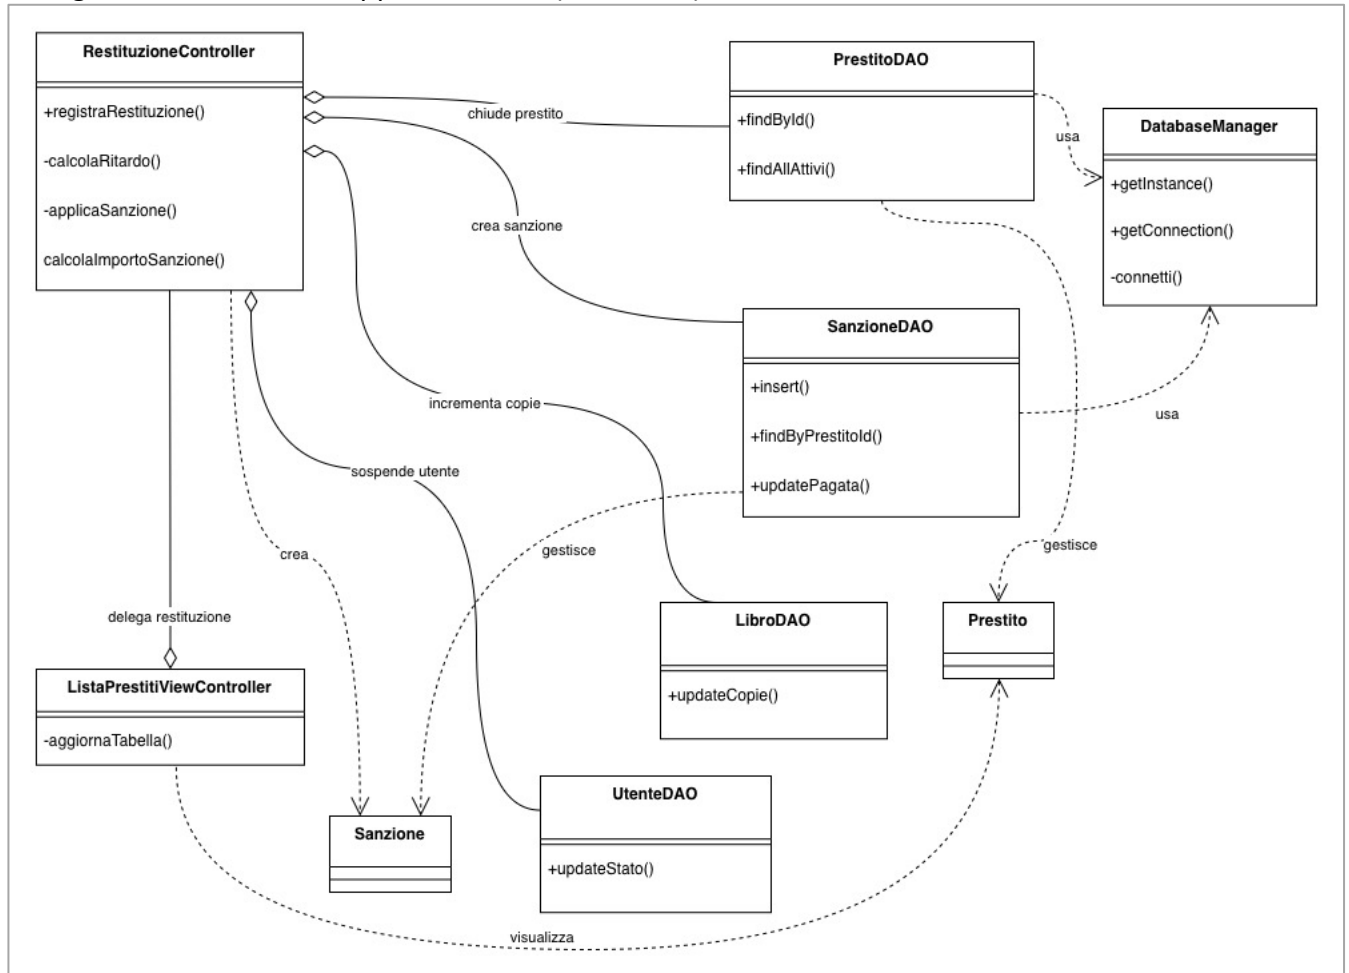 RestituzioneController
+registraRestituzione()
-calcolaRitardo()
-applicaSanzione()
calcolaImportoSanzione()
PrestitoDAO
+findById()
+findAllAttivi()
DatabaseManager
+getInstance()
+getConnection()
-connetti()
chiude prestito
usa
crea sanzione
SanzioneDAO
+insert()
+findByPrestitoId()
+updatePagata()
incrementa copie
usa
sospende utente
crea
gestisce
gestisce
delega restituzione
LibroDAO
+updateCopie()
Prestito
ListaPrestitiViewController
-aggiornaTabella()
UtenteDAO
+updateStato()
Sanzione
visualizza